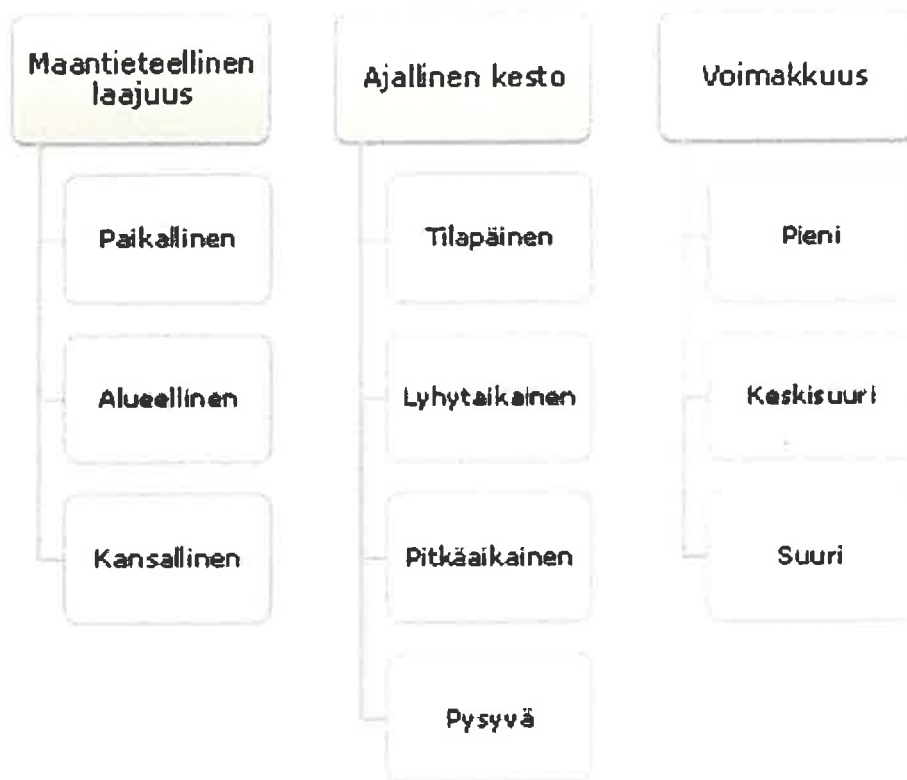 Maantieteellinen
laajuus
Paikallinen
Alueellinen
Kansallinen
Ajallinen kesto
Tilapäinen
Lyhytaikainen
Pitkäaikainen
Pysyvä
Voimakkuus
Pieni
Keskisuuri
Suuri